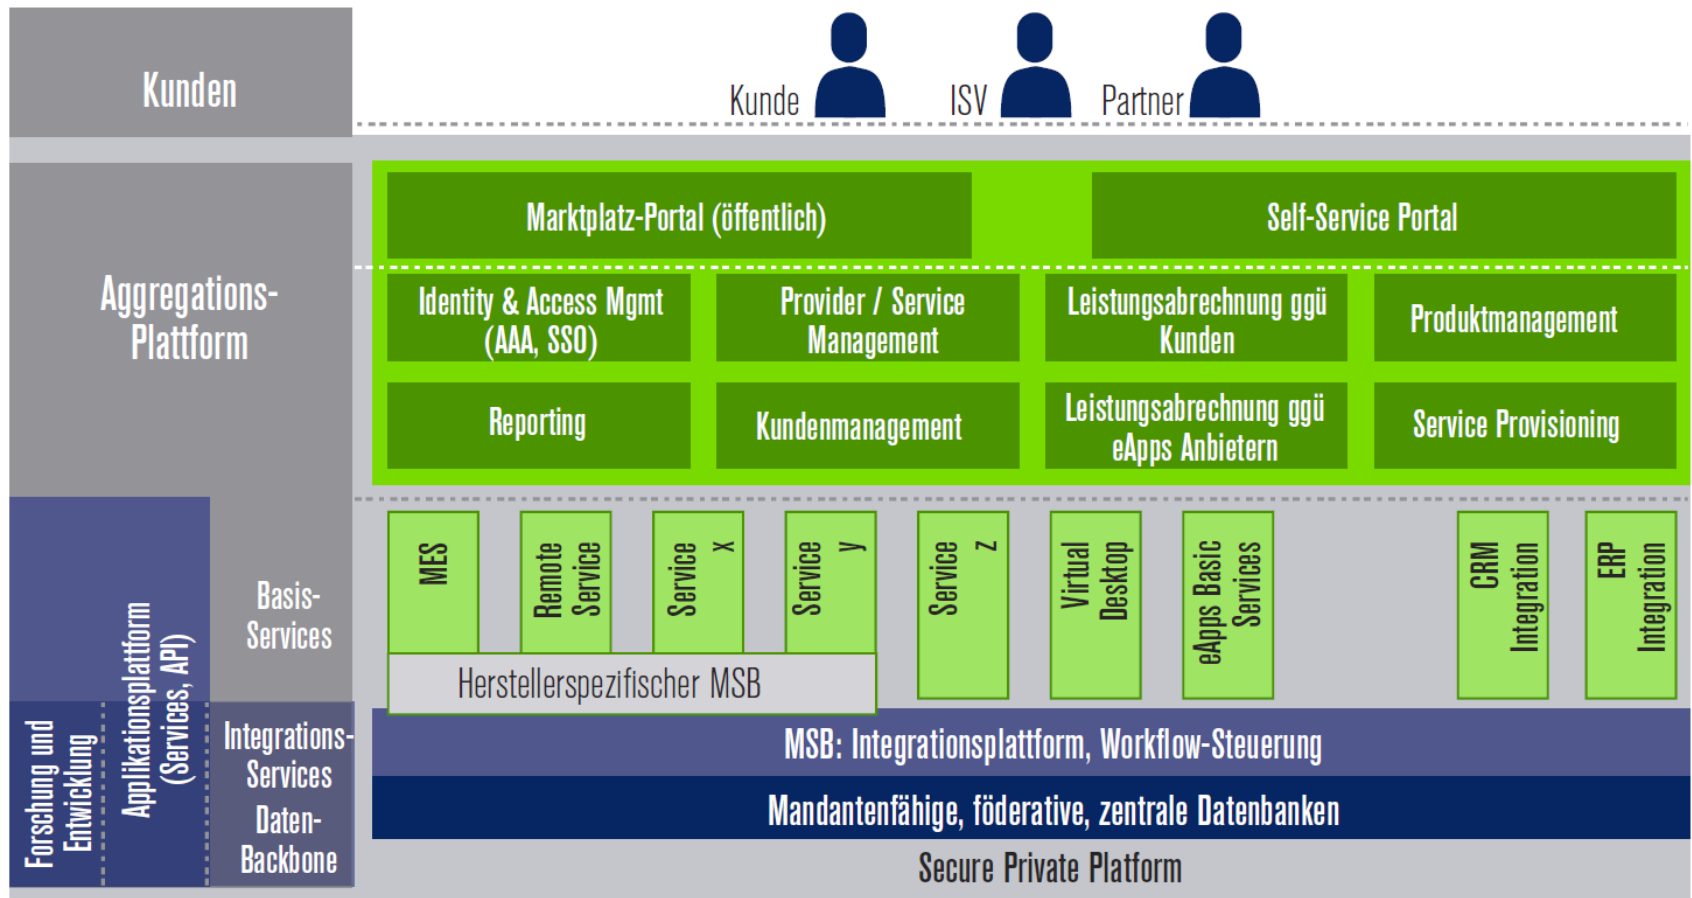 Kunden
Kunde
ISV
Partner
Aggregations-
Plattform
Marktplatz-Portal (öffentlich)
Self-Service Portal
Identity & Access Mgmt
(AAA, SSO)
Provider / Service
Management
Leistungsabrechnung ggü
Kunden
Produktmanagement
Reporting
Kundenmanagement
Leistungsabrechnung ggü
eApps Anbietern
Service Provisioning
Basis-
Services
MES
Remote
Service
Service
x
Service
y
Service
z
Virtual
Desktop
eApps Basic
Services
CRM
Integration
ERP
Integration
Herstellerspezifischer MSB
Forschung und
Entwicklung
Applikationsplattform
(Services, API)
Integrations-
Services
MSB: Integrationsplattform, Workflow-Steuerung
Daten-
Backbone
Mandantenfähige, föderative, zentrale Datenbanken
Secure Private Platform